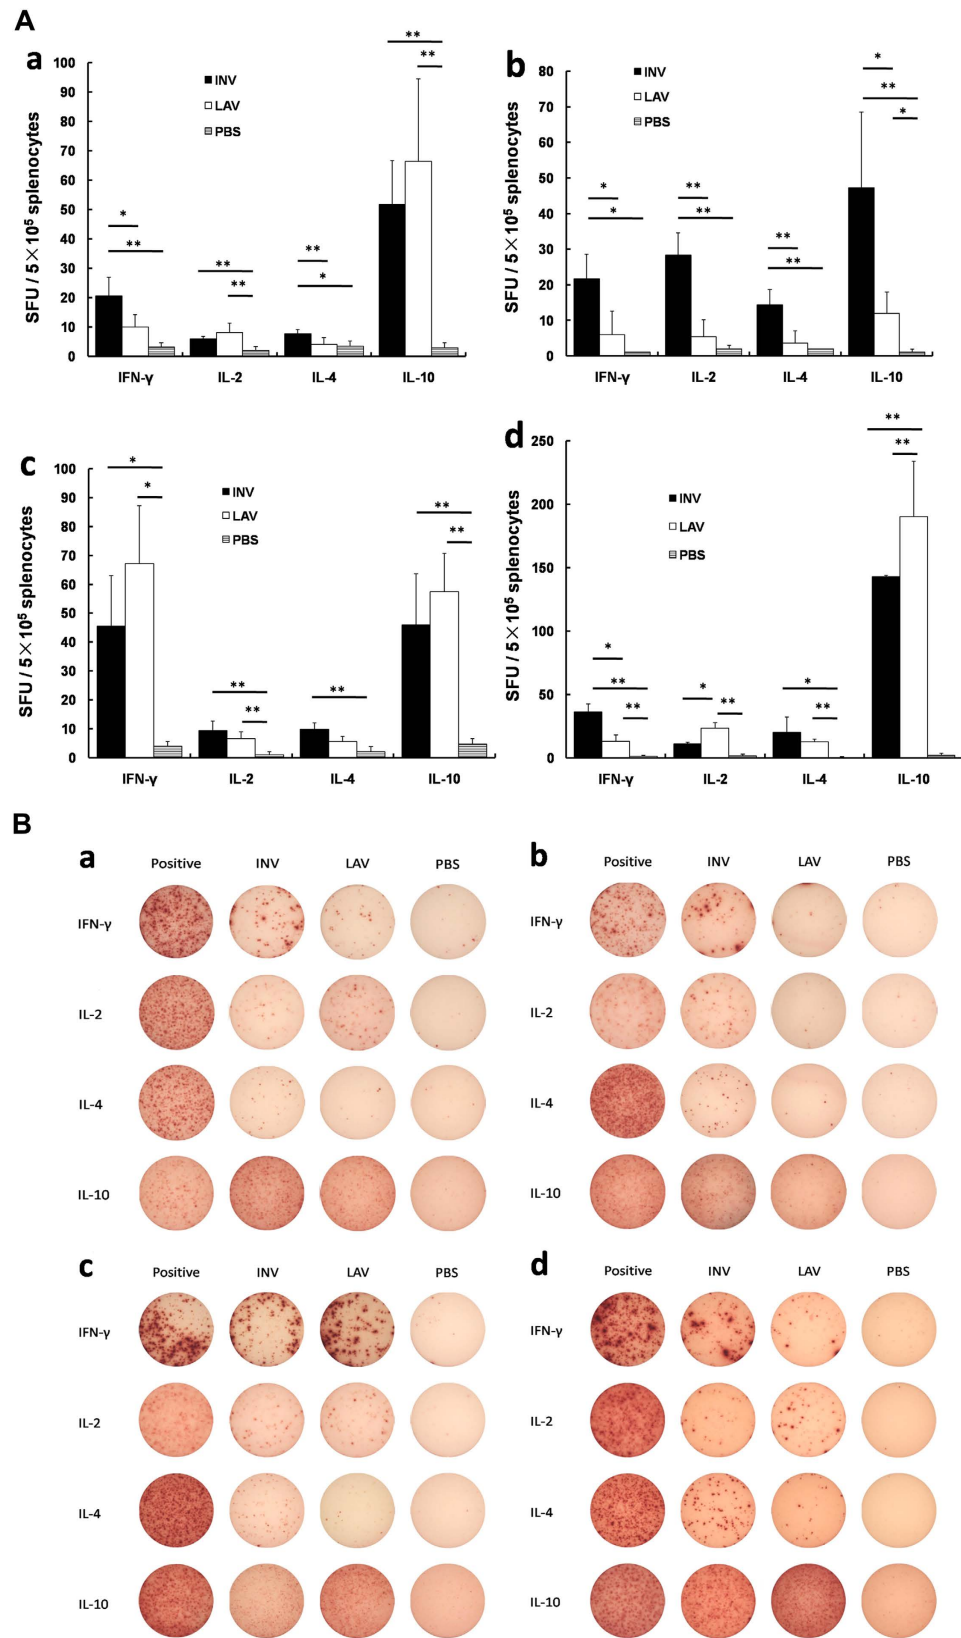 A
a
SFU / 5×10⁵ splenocytes
100
90
80
70
60
50
40
30
20
10
0
INV
LAV
PBS
* ** ** ** ** * ** **
IFN-γ IL-2 IL-4 IL-10
b
SFU / 5×10⁵ splenocytes
80
70
60
50
40
30
20
10
0
INV
LAV
PBS
* * ** ** ** ** * ** *
IFN-γ IL-2 IL-4 IL-10
c
SFU / 5×10⁵ splenocytes
100
90
80
70
60
50
40
30
20
10
0
INV
LAV
PBS
* * ** ** ** ** **
IFN-γ IL-2 IL-4 IL-10
d
SFU / 5×10⁵ splenocytes
250
200
150
100
50
0
INV
LAV
PBS
* ** ** * ** * ** ** **
IFN-γ IL-2 IL-4 IL-10
B
a
Positive INV LAV PBS
IFN-γ
IL-2
IL-4
IL-10
b
Positive INV LAV PBS
IFN-γ
IL-2
IL-4
IL-10
c
Positive INV LAV PBS
IFN-γ
IL-2
IL-4
IL-10
d
Positive INV LAV PBS
IFN-γ
IL-2
IL-4
IL-10